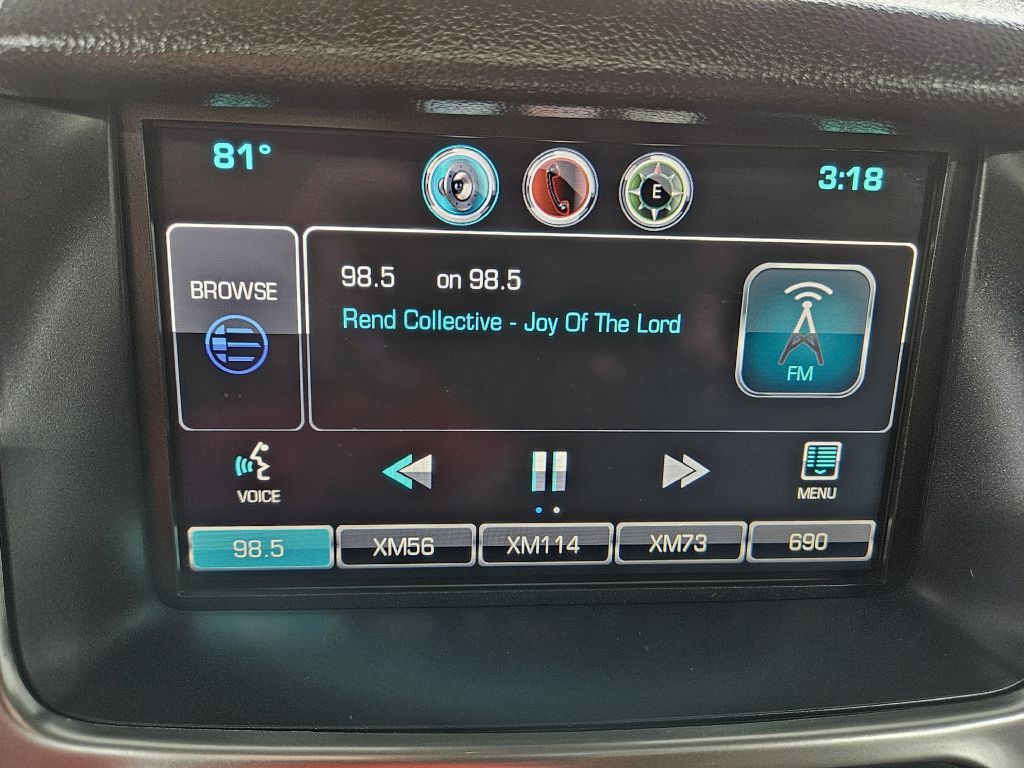 81°
E
3:18
BROWSE
98.5 on 98.5
Rend Collective - Joy Of The Lord
FM
VOICE
MENU
98.5
XM56
XM114
XM73
690